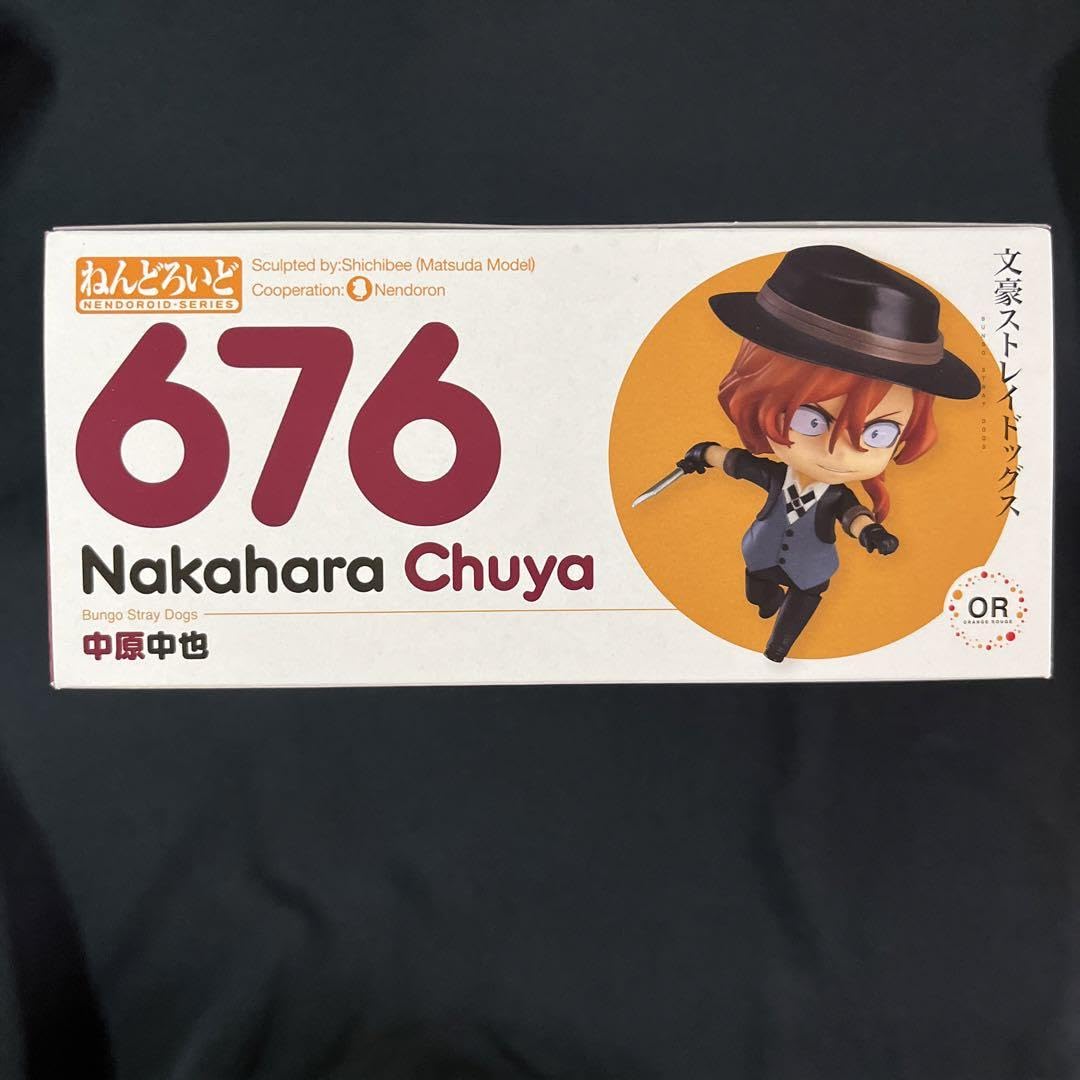 ねんどろいど
NENDOROID-SERIES
Sculpted by:Shichibee (Matsuda Model)
Cooperation: Nendoron
676
Nakahara Chuya
Bungo Stray Dogs
中原中也
文豪ストレイドッグス
BUNGO STRAY DOGS
OR
ORANGE ROUGE